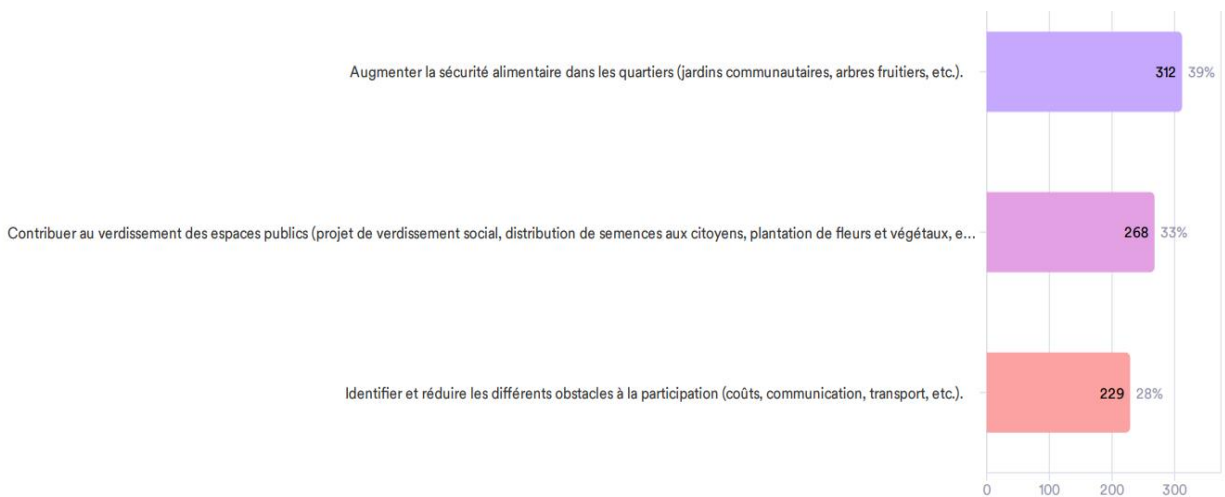 Augmenter la sécurité alimentaire dans les quartiers (jardins communautaires, arbres fruitiers, etc.).
312 39%
Contribuer au verdissement des espaces publics (projet de verdissement social, distribution de semences aux citoyens, plantation de fleurs et végétaux, e...
268 33%
Identifier et réduire les différents obstacles à la participation (coûts, communication, transport, etc.).
229 28%
0 100 200 300